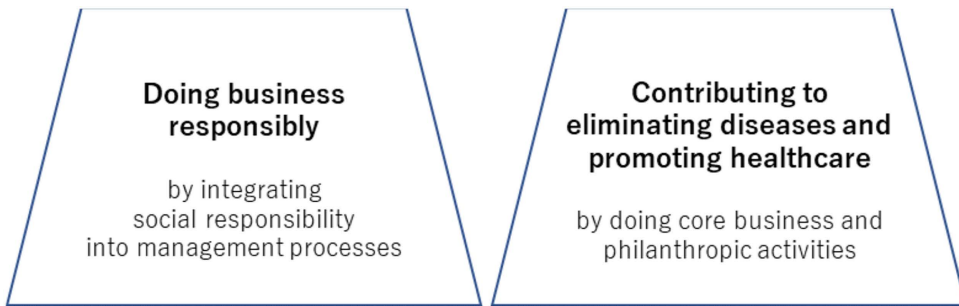 Doing business
responsibly
by integrating
social responsibility
into management processes
Contributing to
eliminating diseases and
promoting healthcare
by doing core business and
philanthropic activities